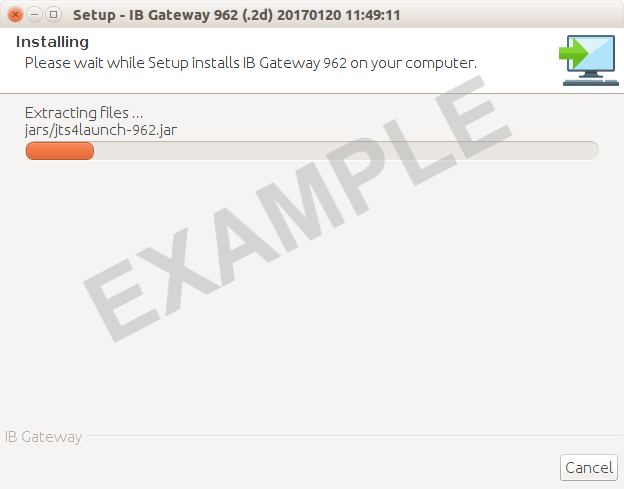 Setup - IB Gateway 962 (.2d) 20170120 11:49:11
Installing
Please wait while Setup installs IB Gateway 962 on your computer.
Extracting files ...
jars/jts4launch-962.jar
EXAMPLE
IB Gateway
Cancel